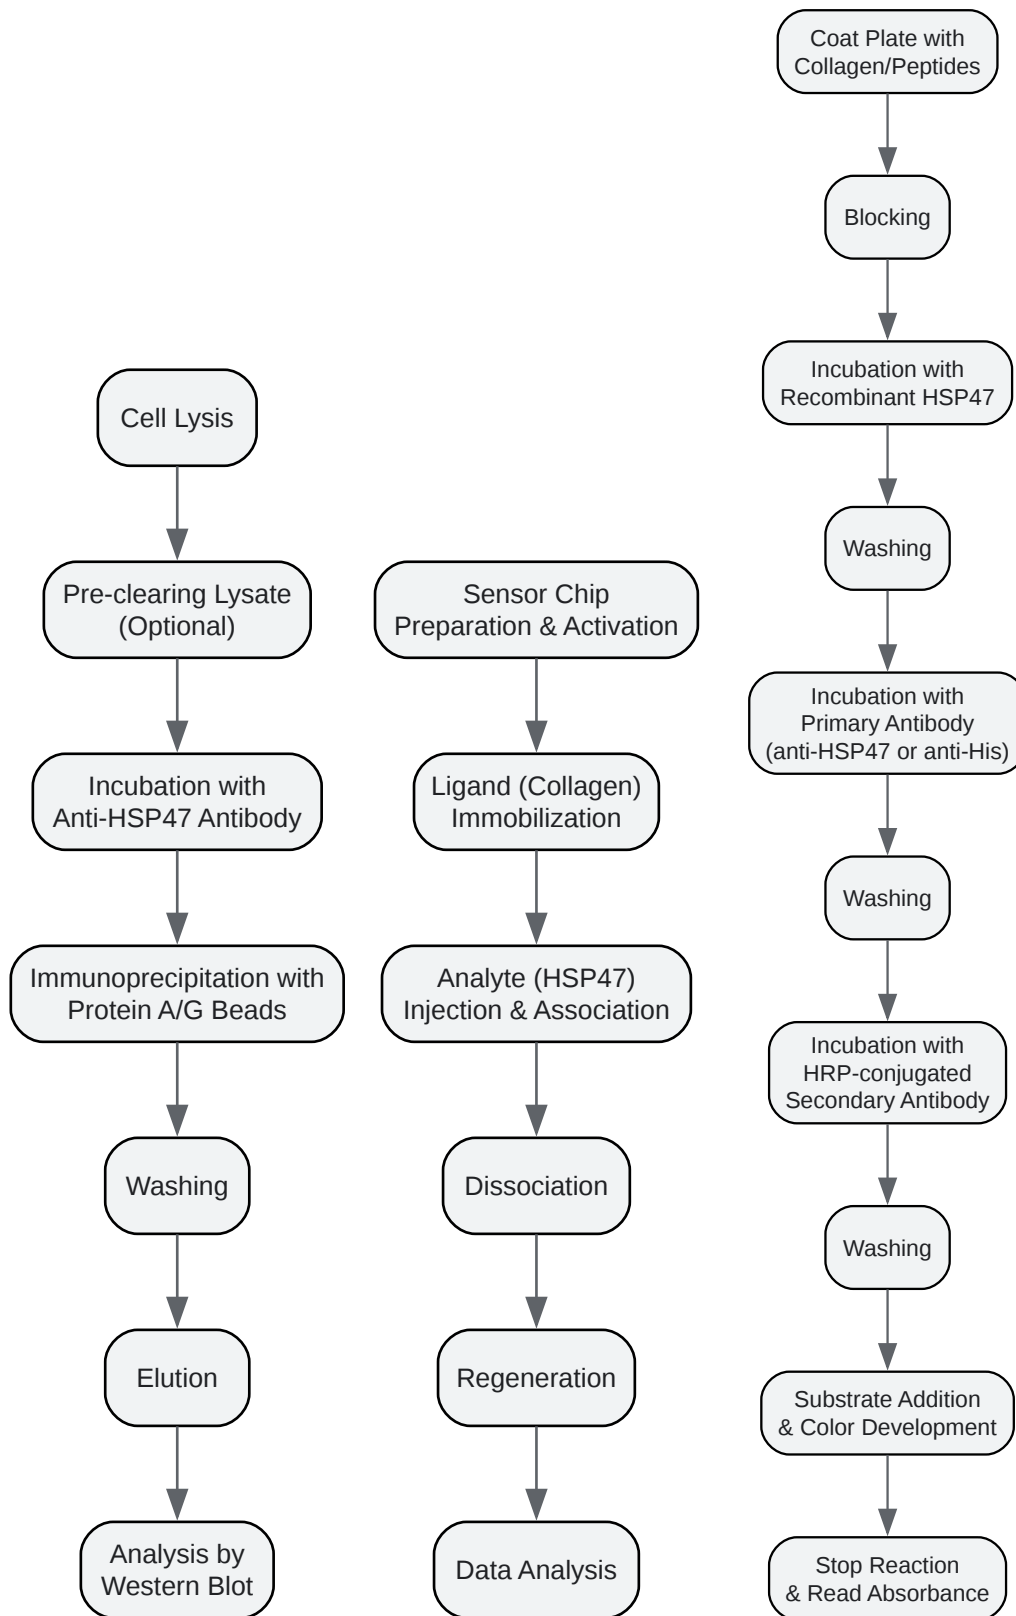 Cell Lysis
Pre-clearing Lysate
(Optional)
Incubation with
Anti-HSP47 Antibody
Immunoprecipitation with
Protein A/G Beads
Washing
Elution
Analysis by
Western Blot
Sensor Chip
Preparation & Activation
Ligand (Collagen)
Immobilization
Analyte (HSP47)
Injection & Association
Dissociation
Regeneration
Data Analysis
Coat Plate with
Collagen/Peptides
Blocking
Incubation with
Recombinant HSP47
Washing
Incubation with
Primary Antibody
(anti-HSP47 or anti-His)
Washing
Incubation with
HRP-conjugated
Secondary Antibody
Washing
Substrate Addition
& Color Development
Stop Reaction
& Read Absorbance